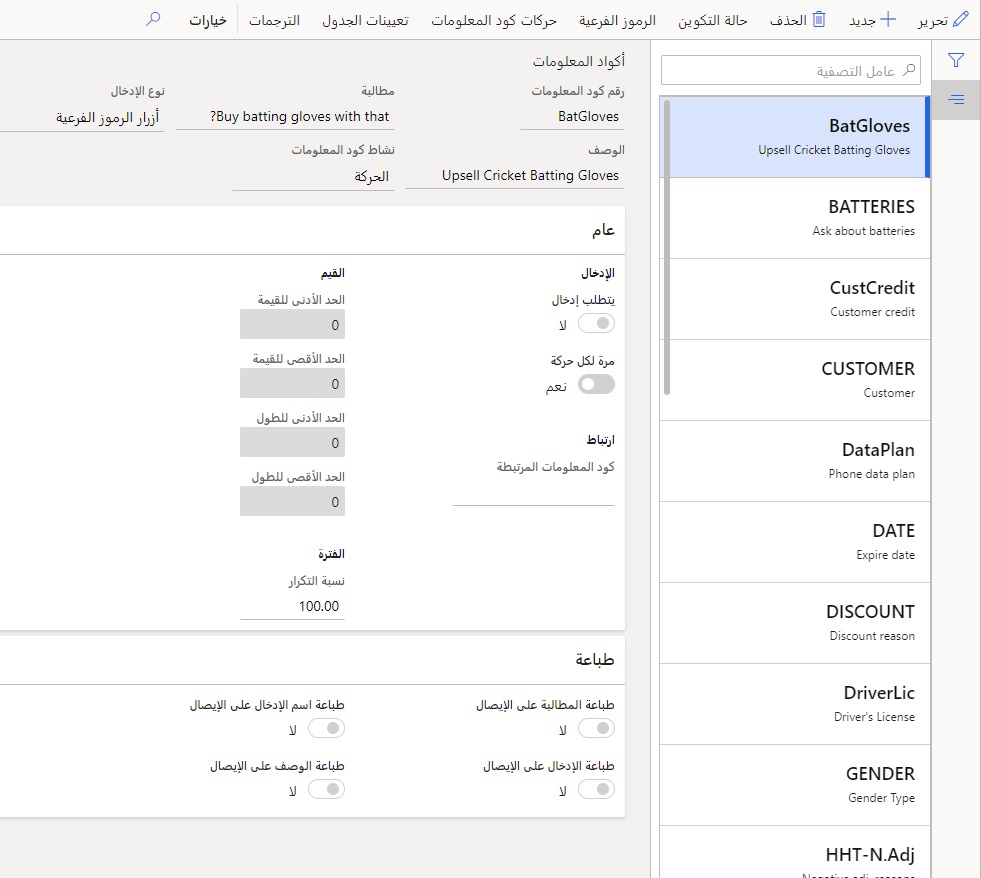 تحرير
جديد
الحذف
حالة التكوين
الرموز الفرعية
حركات كود المعلومات
تعيينات الجدول
الترجمات
خيارات
عامل التصفية
BatGloves
Upsell Cricket Batting Gloves
BATTERIES
Ask about batteries
CustCredit
Customer credit
CUSTOMER
Customer
DataPlan
Phone data plan
DATE
Expire date
DISCOUNT
Discount reason
DriverLic
Driver's License
GENDER
Gender Type
HHT-N.Adj
Negative adj. reasons
أكواد المعلومات
رقم كود المعلومات
BatGloves
مطالبة
?Buy batting gloves with that
نوع الإدخال
أزرار الرموز الفرعية
الوصف
Upsell Cricket Batting Gloves
نشاط كود المعلومات
الحركة
عام
الإدخال
يتطلب إدخال
لا
مرة لكل حركة
نعم
ارتباط
كود المعلومات المرتبطة
القيم
الحد الأدنى للقيمة
0
الحد الأقصى للقيمة
0
الحد الأدنى للطول
0
الحد الأقصى للطول
0
الفترة
نسبة التكرار
100.00
طباعة
طباعة المطالبة على الإيصال
لا
طباعة الإدخال على الإيصال
لا
طباعة اسم الإدخال على الإيصال
لا
طباعة الوصف على الإيصال
لا